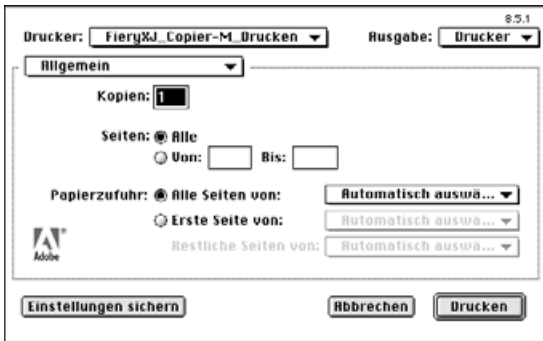 8.5.1
Drucker: FieryXJ_Copier-M_Drucken Ausgabe: Drucker
Allgemein
Kopien: 1
Seiten: Alle
Von: Bis:
Papierzufuhr: Alle Seiten von: Automatisch auswä...
Erste Seite von: Automatisch auswä...
Restliche Seiten von: Automatisch auswä...
Adobe
Einstellungen sichern Abbrechen Drucken